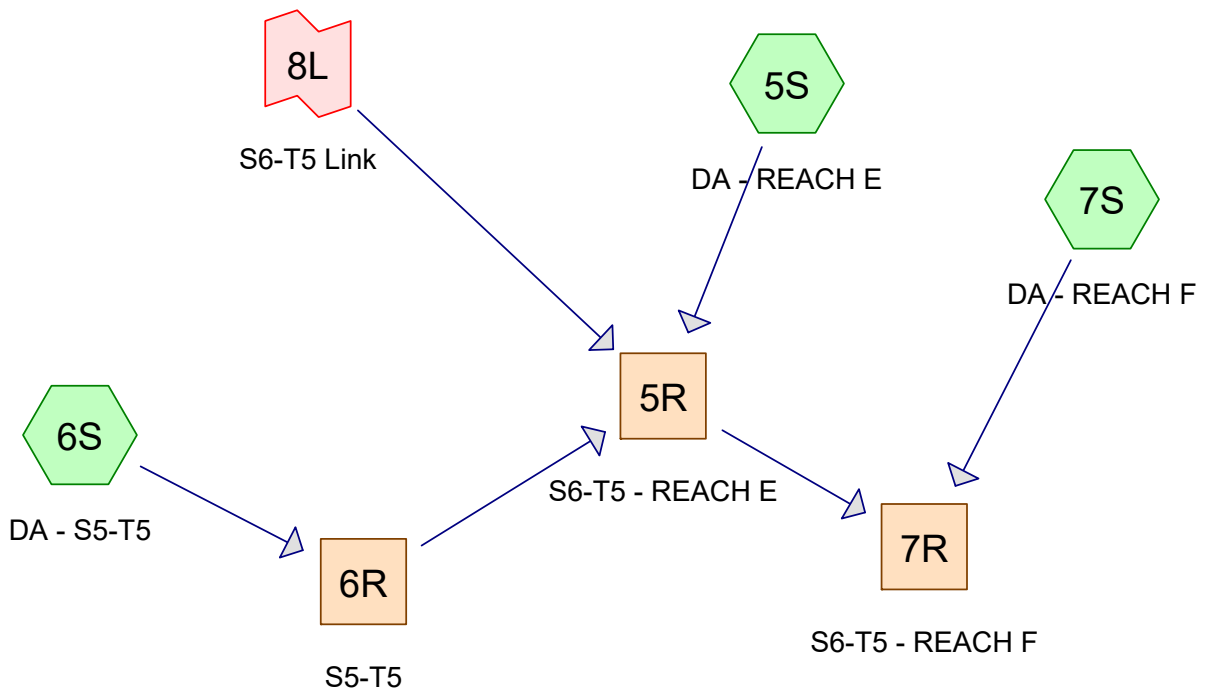 8L
S6-T5 Link
5S
DA - REACH E
7S
DA - REACH F
5R
S6-T5 - REACH E
6S
DA - S5-T5
6R
S5-T5
7R
S6-T5 - REACH F